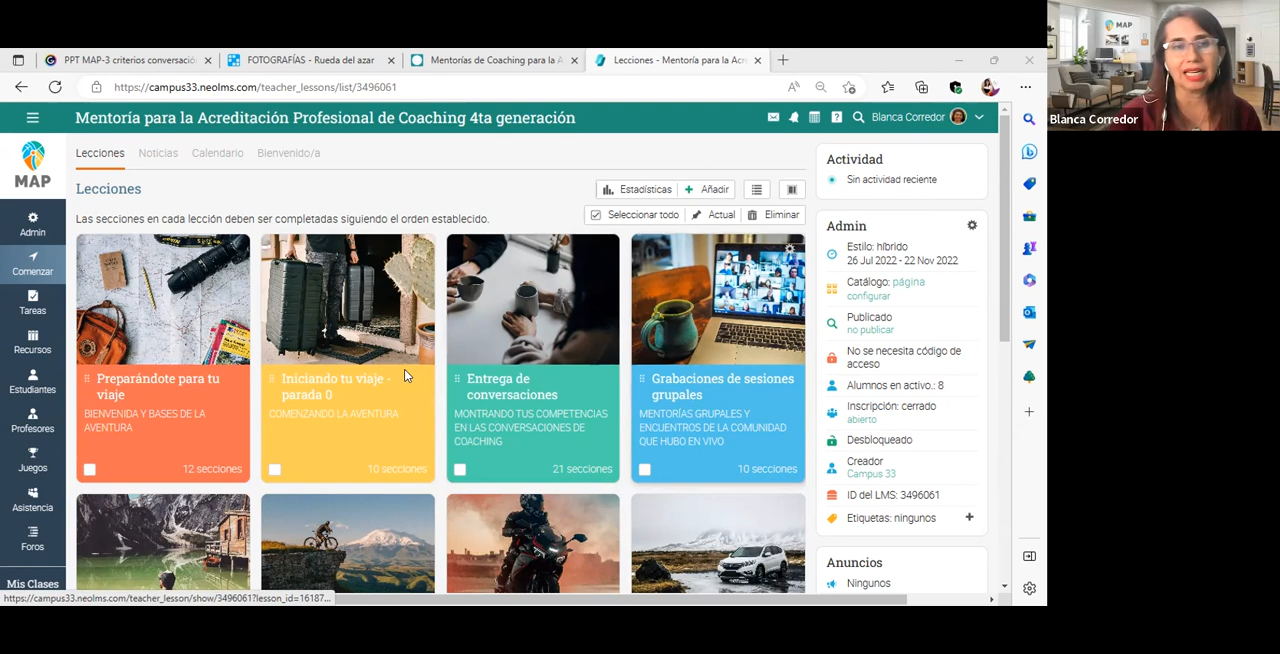 PPT MAP-3 criterios conversació
FOTOGRAFÍAS - Rueda del azar
Mentorías de Coaching para la A
Lecciones - Mentoría para la Acre
https://campus33.neolms.com/teacher_lessons/list/3496061
MAP
Blanca Corredor
Mentoría para la Acreditación Profesional de Coaching 4ta generación
Blanca Corredor
MAP
Admin
Comenzar
Tareas
Recursos
Estudiantes
Profesores
Juegos
Asistencia
Foros
Mis Clases
Lecciones
Noticias
Calendario
Bienvenido/a
Lecciones
Estadísticas
Añadir
Las secciones en cada lección deben ser completadas siguiendo el orden establecido.
Seleccionar todo
Actual
Eliminar
Preparándote para tu
viaje
BIENVENIDA Y BASES DE LA
AVENTURA
12 secciones
Iniciando tu viaje -
parada 0
COMENZANDO LA AVENTURA
10 secciones
Entrega de
conversaciones
MONTRANDO TUS COMPETENCIAS
EN LAS CONVERSACIONES DE
COACHING
21 secciones
Grabaciones de sesiones
grupales
MENTORÍAS GRUPALES Y
ENCUENTROS DE LA COMUNIDAD
QUE HUBO EN VIVO
10 secciones
Actividad
Sin actividad reciente
Admin
Estilo: híbrido
26 Jul 2022 - 22 Nov 2022
Catálogo: página
configurar
Publicado
no publicar
No se necesita código de
acceso
Alumnos en activo.: 8
Inscripción: cerrado
abierto
Desbloqueado
Creador
Campus 33
ID del LMS: 3496061
Etiquetas: ningunos
Anuncios
Ningunos
https://campus33.neolms.com/teacher_lesson/show/3496061?lesson_id=16187...